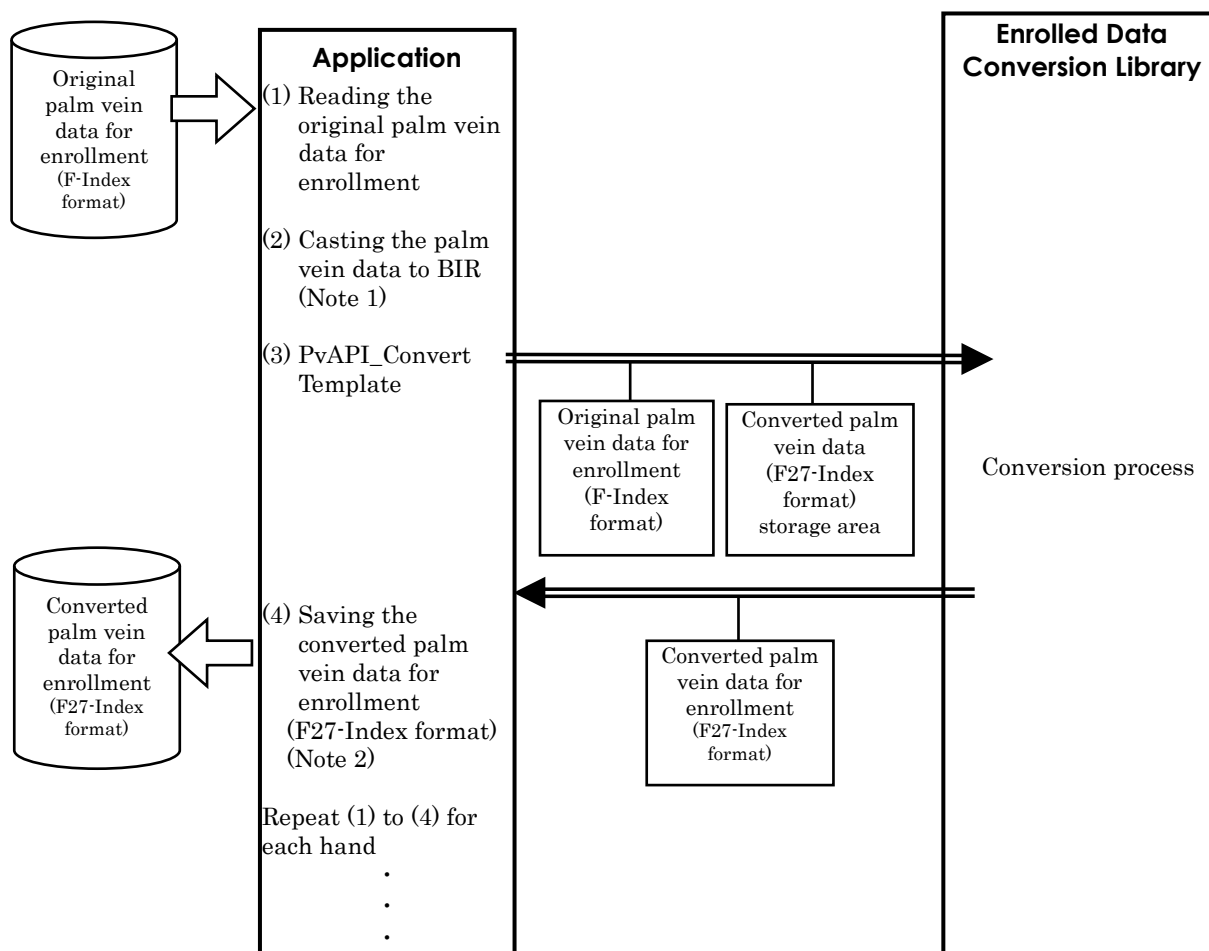 Original
palm vein
data for
enrollment
(F-Index
format)
Application
(1) Reading the
original palm vein
data for
enrollment
(2) Casting the palm
vein data to BIR
(Note 1)
(3) PvAPI_Convert
Template
Original palm
vein data for
enrollment
(F-Index
format)
Converted palm
vein data
(F27-Index
format)
storage area
Enrolled Data
Conversion Library
Conversion process
Converted
palm vein
data for
enrollment
(F27-Index
format)
(4) Saving the
converted palm
vein data for
enrollment
(F27-Index format)
(Note 2)
Converted palm
vein data for
enrollment
(F27-Index
format)
Repeat (1) to (4) for
each hand
.
.
.